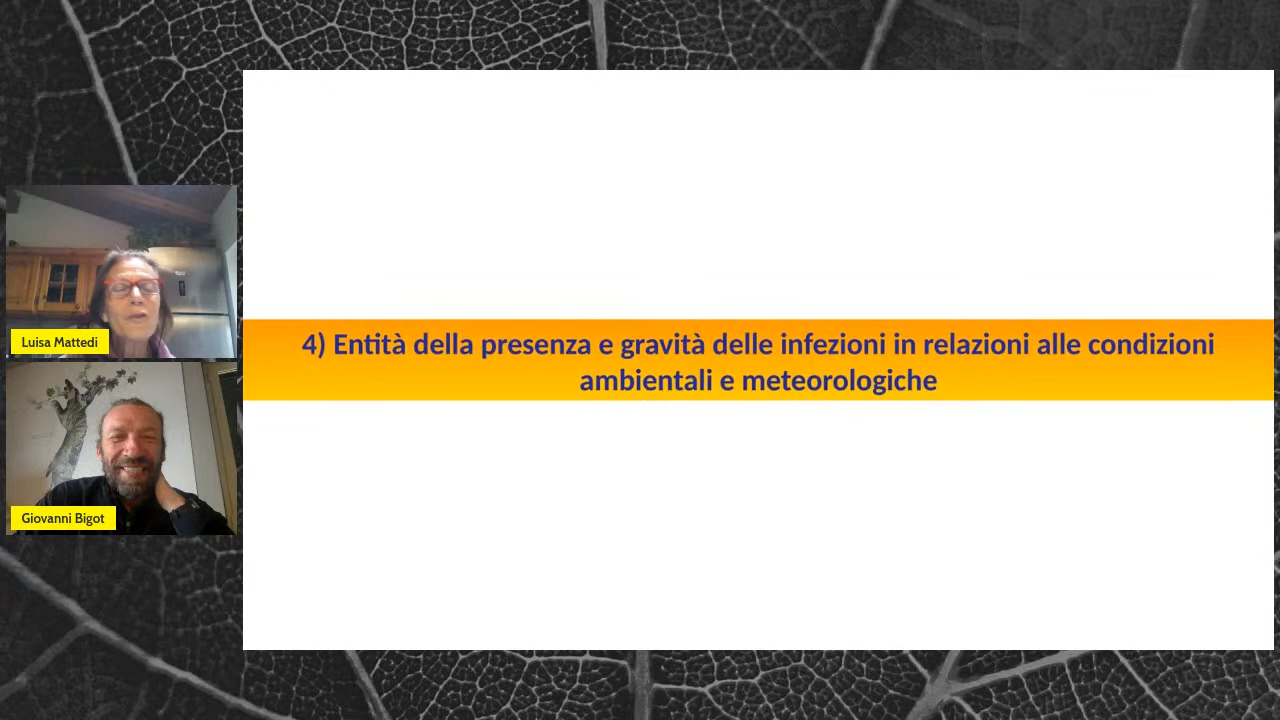 4) Entità della presenza e gravità delle infezioni in relazioni alle condizioni
ambientali e meteorologiche
Luisa Mattedi
Giovanni Bigot